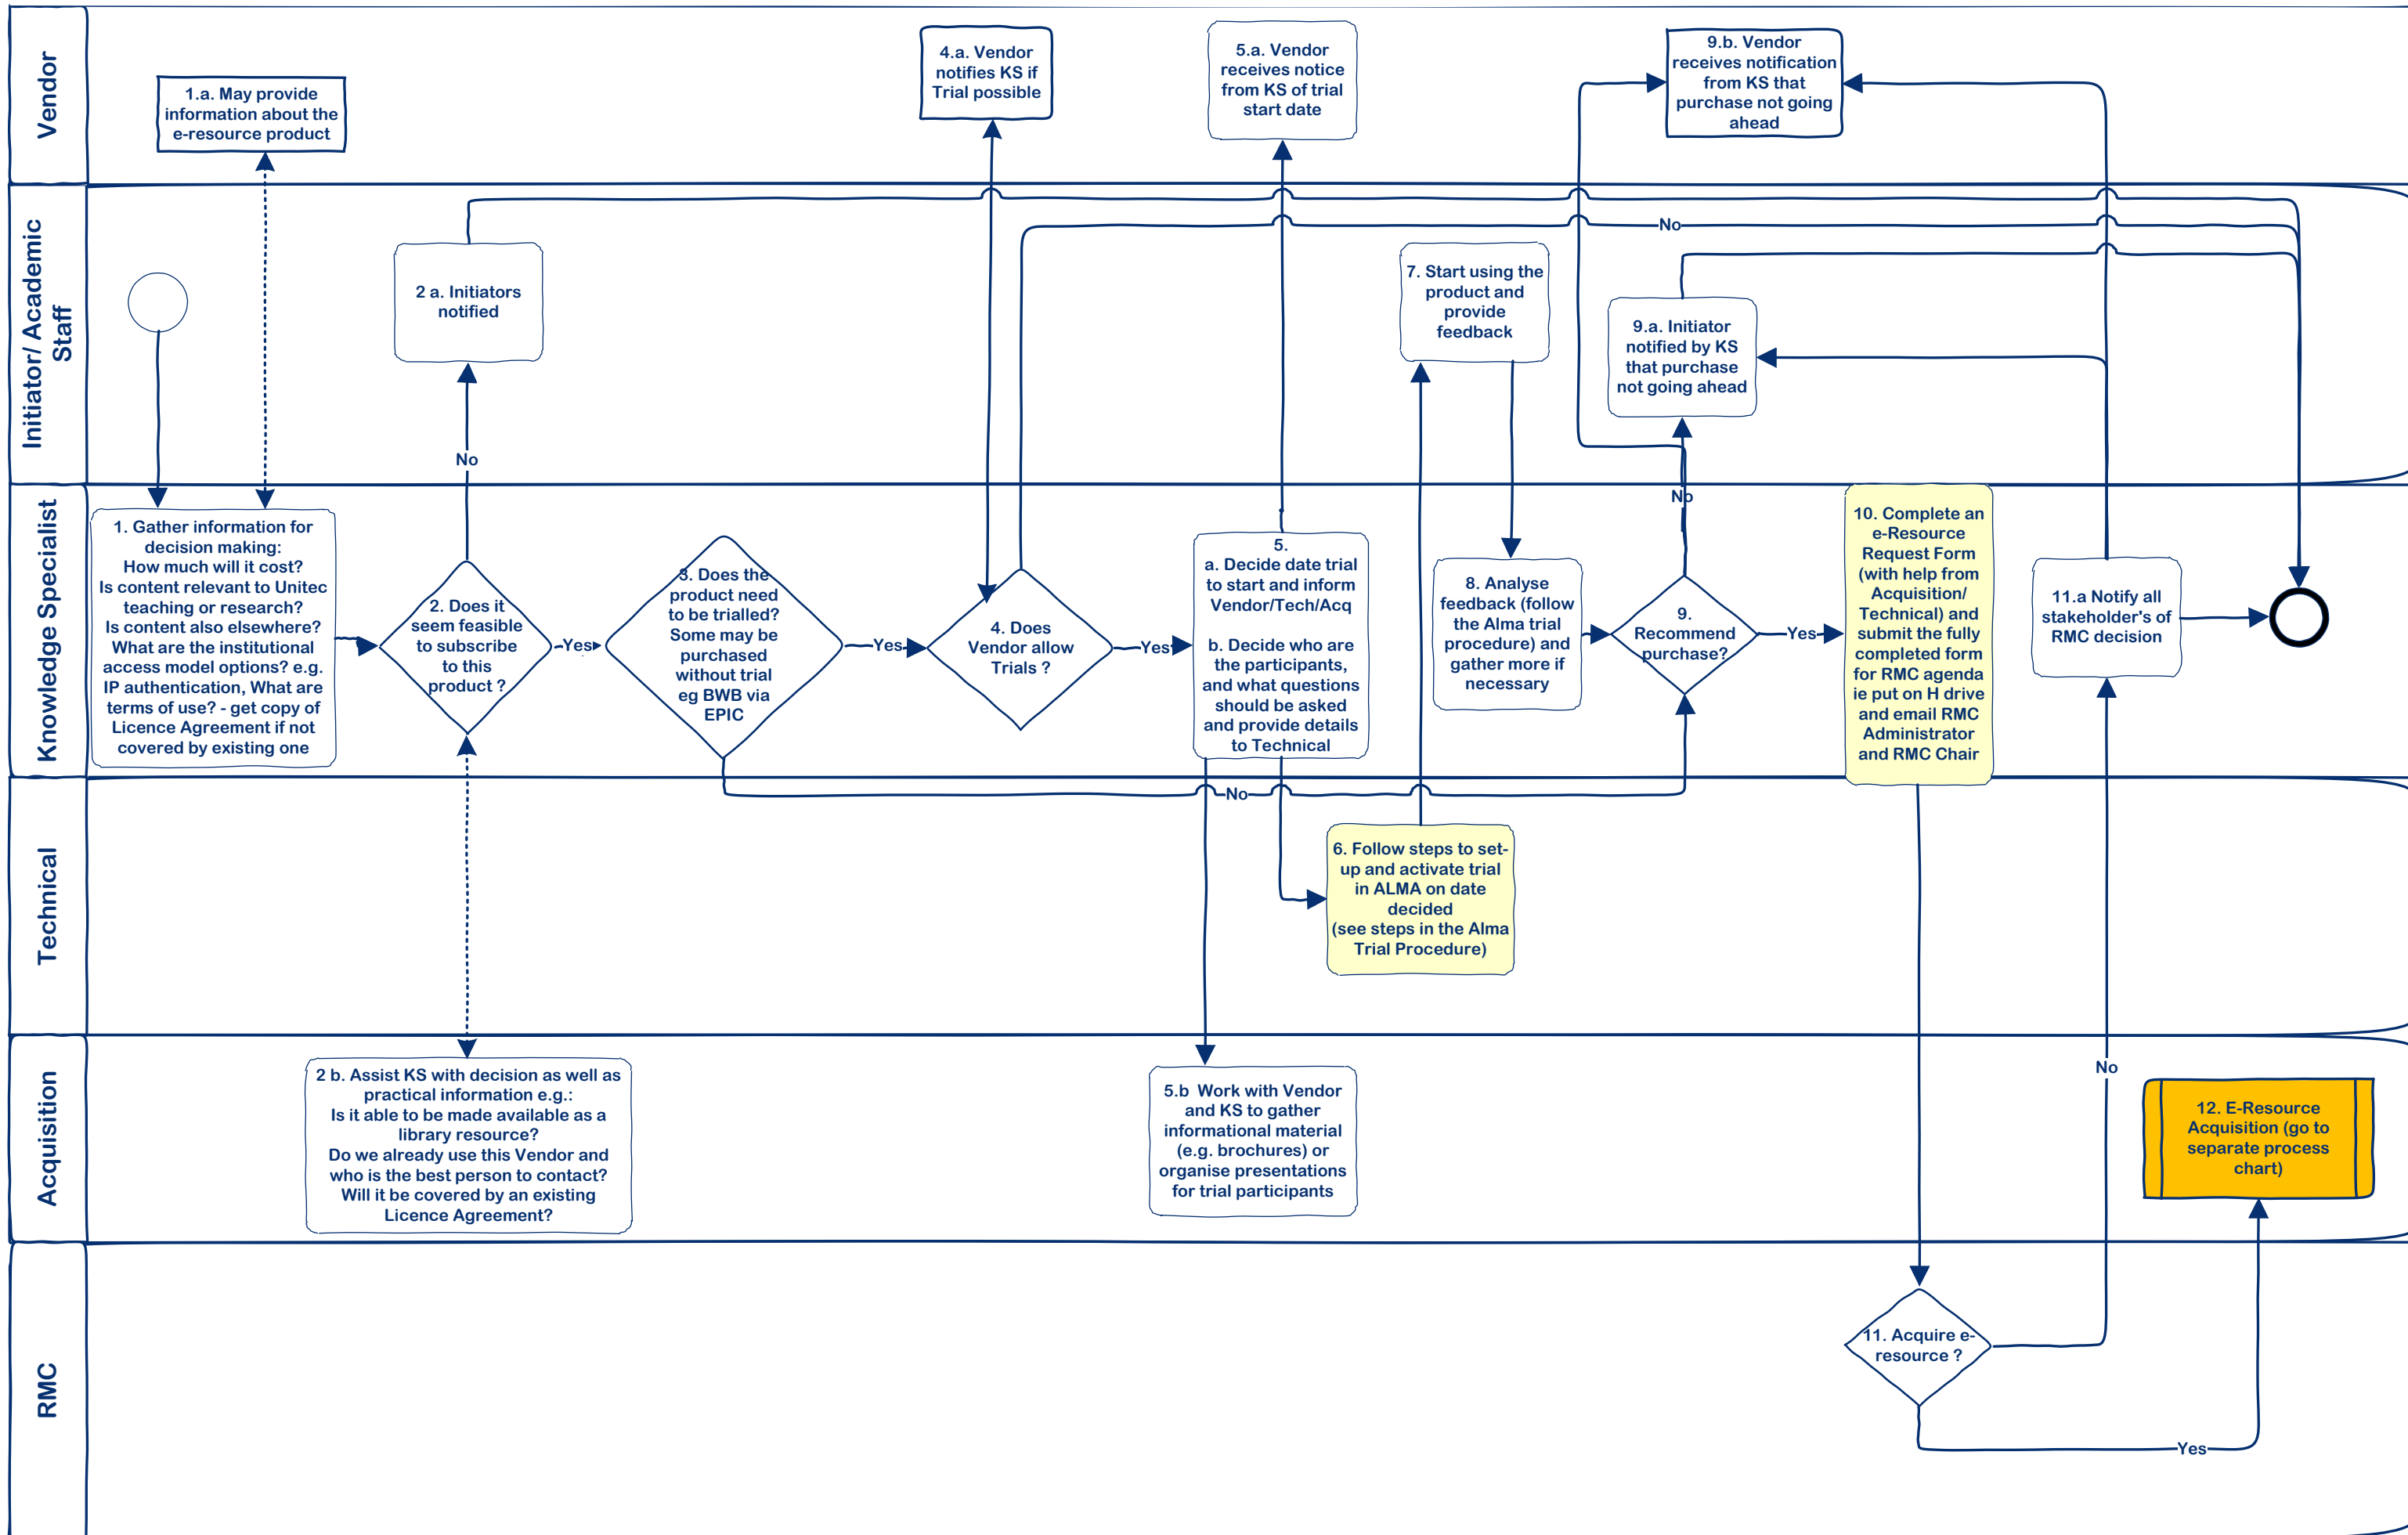 Vendor
1.a. May provide
information about the
e-resource product
4.a. Vendor
notifies KS if
Trial possible
5.a. Vendor
receives notice
from KS of trial
start date
9.b. Vendor
receives notification
from KS that
purchase not going
ahead
Initiator/ Academic
Staff
2 a. Initiators
notified
No
No
7. Start using the
product and
provide
feedback
9.a. Initiator
notified by KS
that purchase
not going ahead
Knowledge Specialist
1. Gather information for
decision making:
How much will it cost?
Is content relevant to Unitec
teaching or research?
Is content also elsewhere?
What are the institutional
access model options? e.g.
IP authentication, What are
terms of use? - get copy of
Licence Agreement if not
covered by existing one
2. Does it
seem feasible
to subscribe
to this
product ?
Yes
3. Does the
product need
to be trialled?
Some may be
purchased
without trial
eg BWB via
EPIC
Yes
4. Does
Vendor allow
Trials ?
Yes
5.
a. Decide date trial
to start and inform
Vendor/Tech/Acq
b. Decide who are
the participants,
and what questions
should be asked
and provide details
to Technical
8. Analyse
feedback (follow
the Alma trial
procedure) and
gather more if
necessary
No
9.
Recommend
purchase?
Yes
10. Complete an
e-Resource
Request Form
(with help from
Acquisition/
Technical) and
submit the fully
completed form
for RMC agenda
ie put on H drive
and email RMC
Administrator
and RMC Chair
11.a Notify all
stakeholder's of
RMC decision
Technical
No
6. Follow steps to set-
up and activate trial
in ALMA on date
decided
(see steps in the Alma
Trial Procedure)
Acquisition
2 b. Assist KS with decision as well as
practical information e.g.:
Is it able to be made available as a
library resource?
Do we already use this Vendor and
who is the best person to contact?
Will it be covered by an existing
Licence Agreement?
5.b Work with Vendor
and KS to gather
informational material
(e.g. brochures) or
organise presentations
for trial participants
No
12. E-Resource
Acquisition (go to
separate process
chart)
RMC
11. Acquire e-
resource ?
Yes